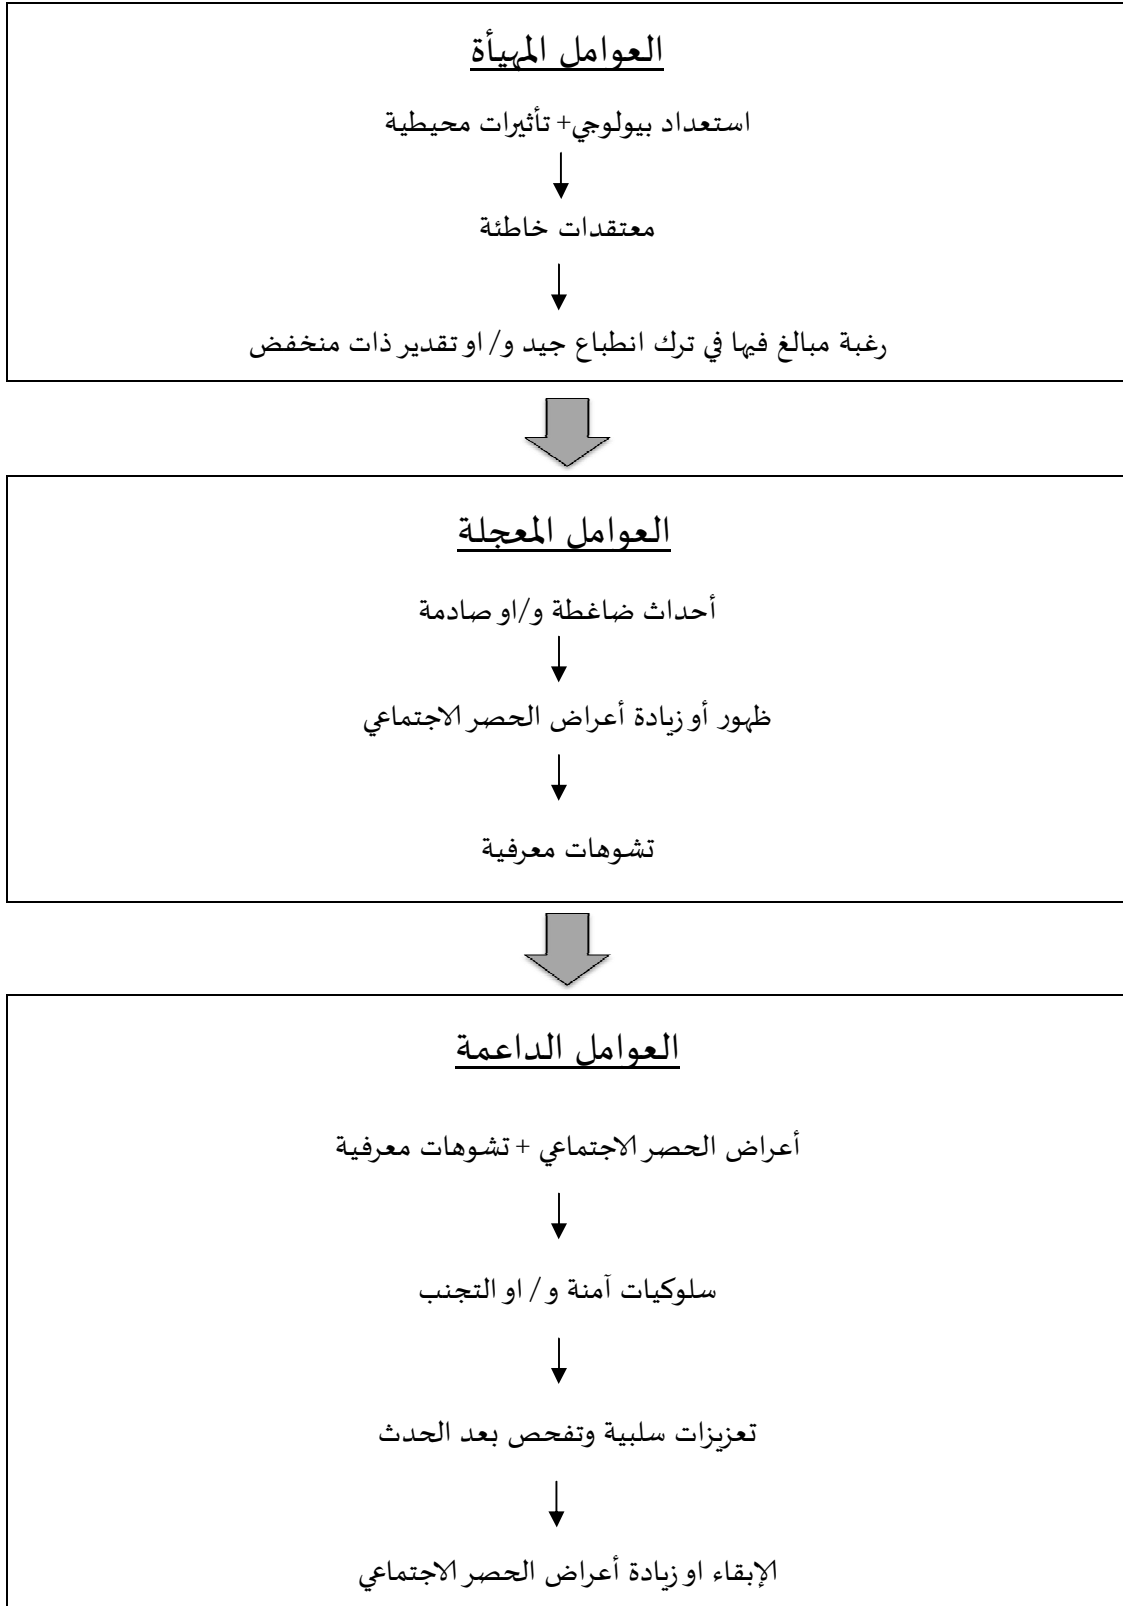 العوامل المهيأة
استعداد بيولوجي+ تأثيرات محيطية
معتقدات خاطئة
رغبة مبالغ فيها في ترك انطباع جيد و/ او تقدير ذات منخفض
العوامل المعجلة
أحداث ضاغطة و/او صادمة
ظهور أو زيادة أعراض الحصر الاجتماعي
تشوهات معرفية
العوامل الداعمة
أعراض الحصر الاجتماعي + تشوهات معرفية
سلوكيات آمنة و / او التجنب
تعزيزات سلبية وتفحص بعد الحدث
الإبقاء او زيادة أعراض الحصر الاجتماعي